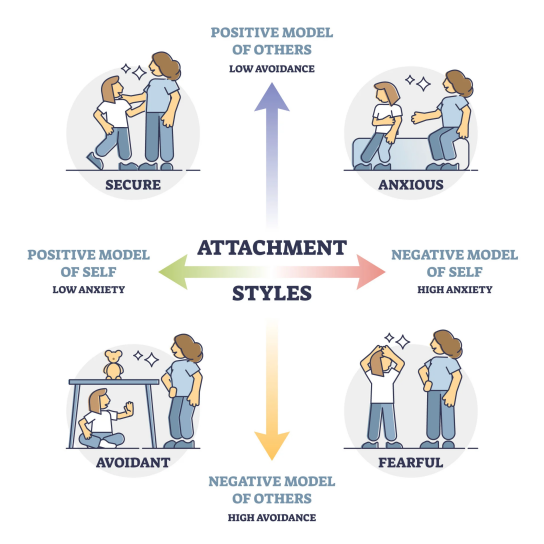 POSITIVE MODEL
OF OTHERS
LOW AVOIDANCE
SECURE
ANXIOUS
ATTACHMENT
STYLES
POSITIVE MODEL
OF SELF
LOW ANXIETY
NEGATIVE MODEL
OF SELF
HIGH ANXIETY
AVOIDANT
FEARFUL
NEGATIVE MODEL
OF OTHERS
HIGH AVOIDANCE